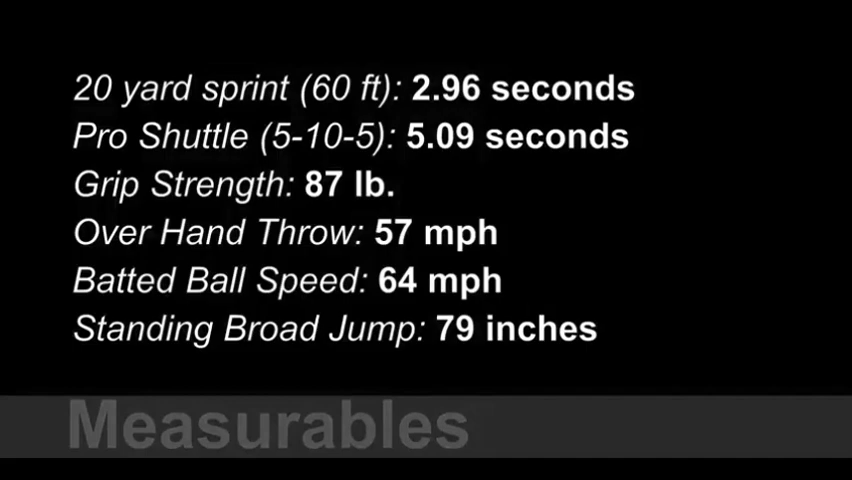 20 yard sprint (60 ft): 2.96 seconds
Pro Shuttle (5-10-5): 5.09 seconds
Grip Strength: 87 lb.
Over Hand Throw: 57 mph
Batted Ball Speed: 64 mph
Standing Broad Jump: 79 inches
Measurables